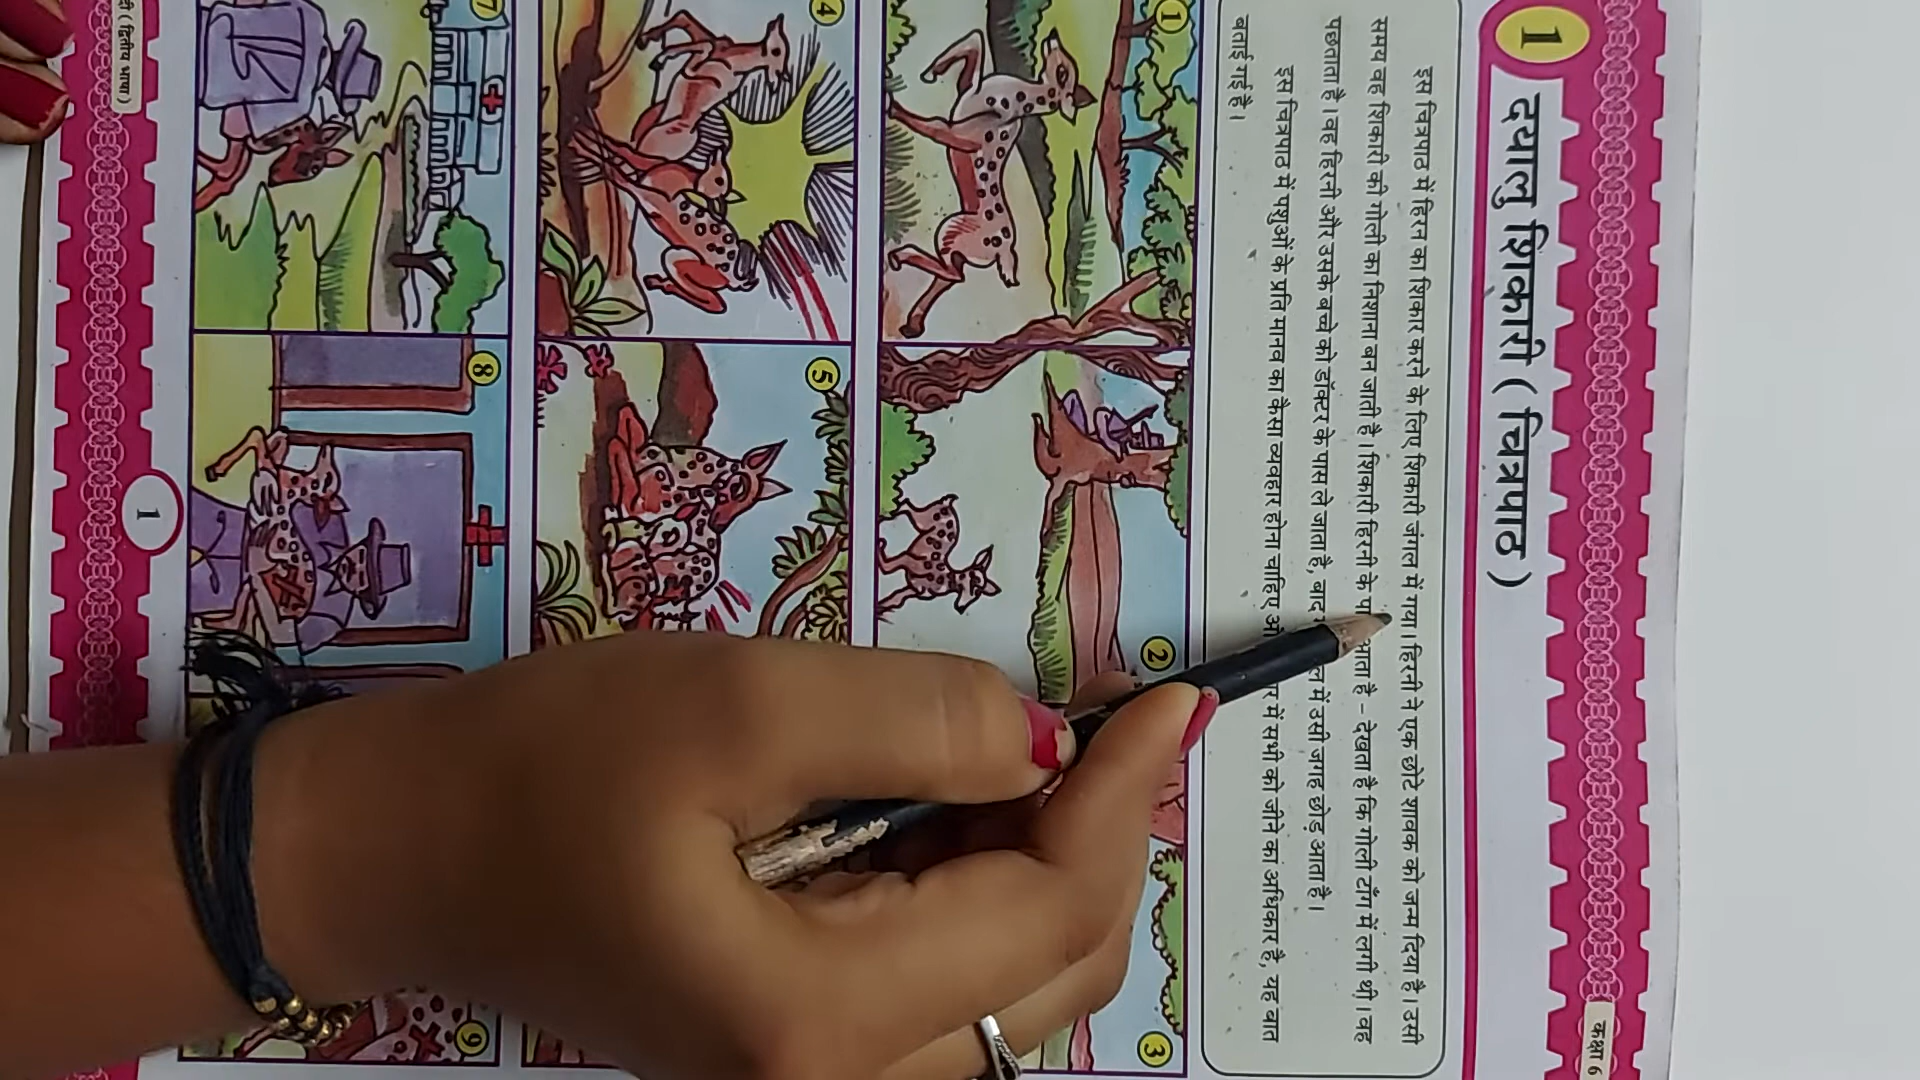 कक्षा 6
1
दयालु शिकारी ( चित्रपाठ )
इस चित्रपाठ में हिरन का शिकार करने के लिए शिकारी जंगल में गया। हिरनी ने एक छोटे शावक को जन्म दिया है। उसी
समय वह शिकारी की गोली का निशाना बन जाती है। शिकारी हिरनी के आता है – देखता है कि गोली टाँग में लगी थी। वह
पछताता है। वह हिरनी और उसके बच्चे को डॉक्टर के पास ले जाता है, में उसी जगह छोड़ आता है।
इस चित्रपाठ में पशुओं के प्रति मानव का कैसा व्यवहार होना चाहिए में सभी को जीने का अधिकार है, यह बात
बताई गई है।
1
2
3
4
5
7
8
9
( द्वितीय भाषा )
1